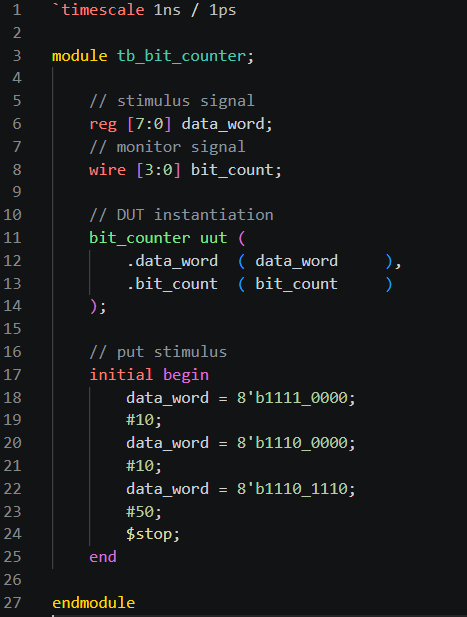 1 `timescale 1ns / 1ps
2
3 module tb_bit_counter;
4
5 // stimulus signal
6 reg [7:0] data_word;
7 // monitor signal
8 wire [3:0] bit_count;
9
10 // DUT instantiation
11 bit_counter uut (
12 .data_word ( data_word ),
13 .bit_count ( bit_count )
14 );
15
16 // put stimulus
17 initial begin
18 data_word = 8'b1111_0000;
19 #10;
20 data_word = 8'b1110_0000;
21 #10;
22 data_word = 8'b1110_1110;
23 #50;
24 $stop;
25 end
26
27 endmodule